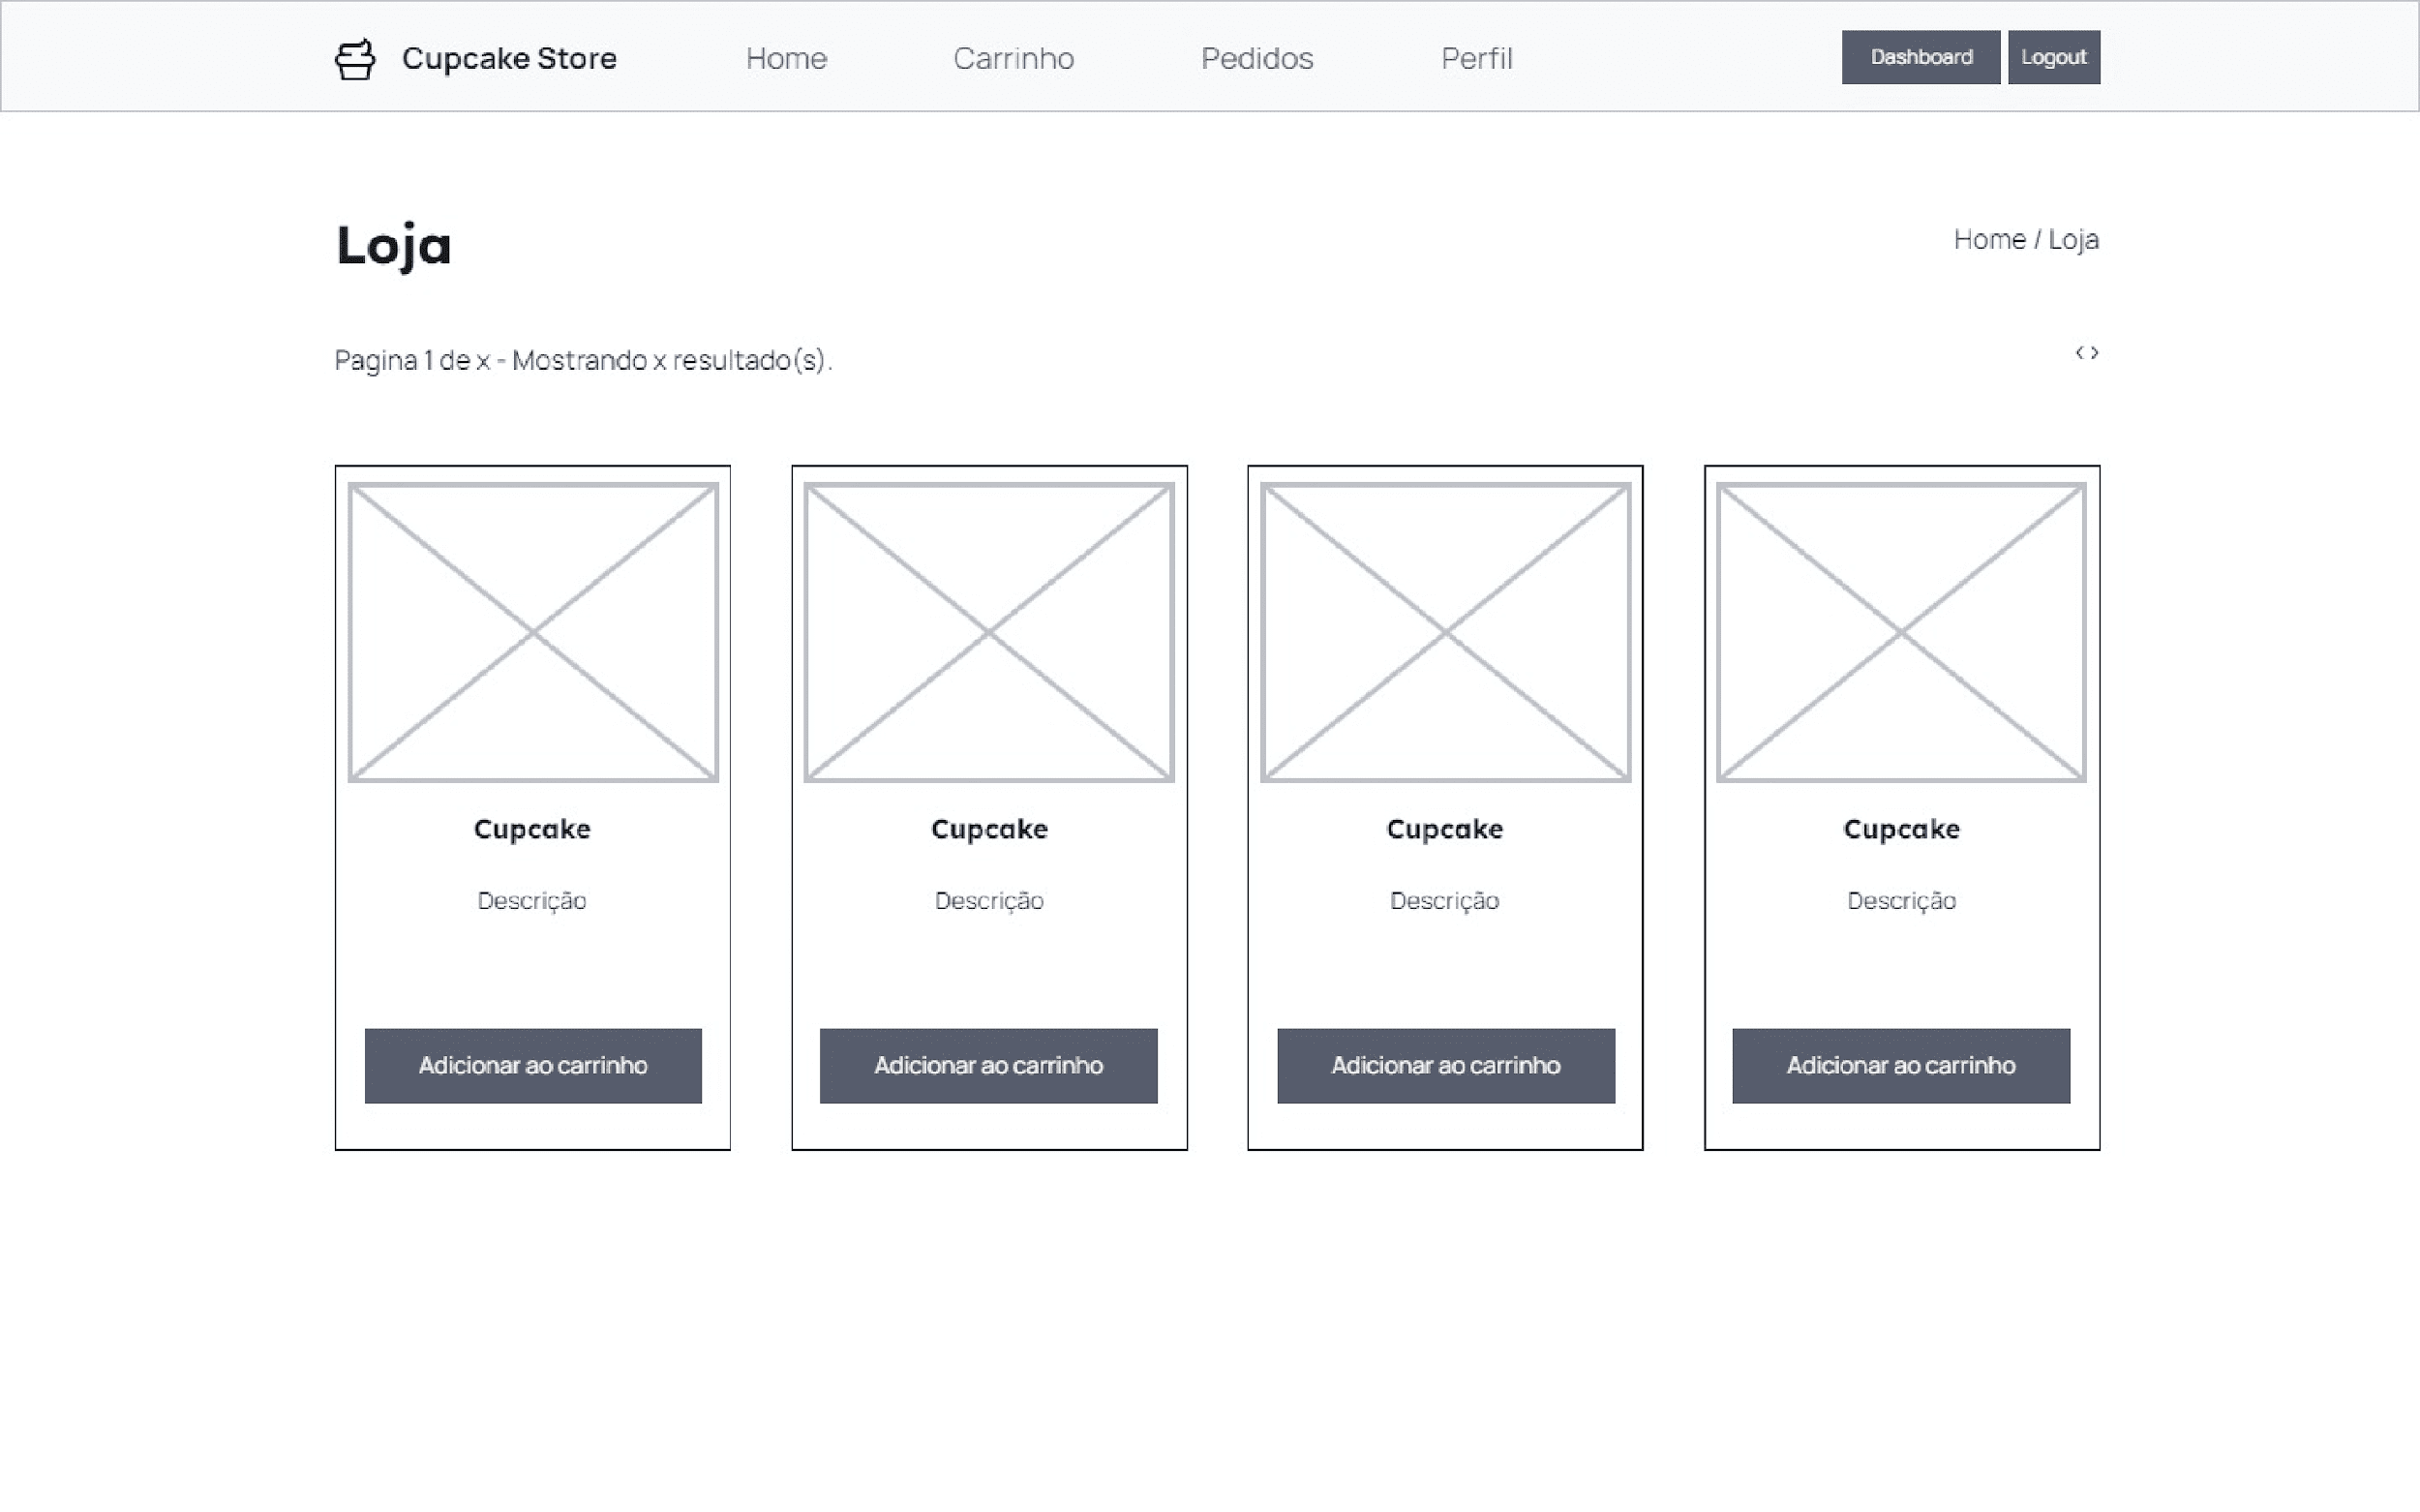 Cupcake Store Home Carrinho Pedidos Perfil Dashboard Logout
Loja Home / Loja
Pagina 1 de x - Mostrando x resultado(s). < >
Cupcake Cupcake Cupcake Cupcake
Descrição Descrição Descrição Descrição
Adicionar ao carrinho Adicionar ao carrinho Adicionar ao carrinho Adicionar ao carrinho